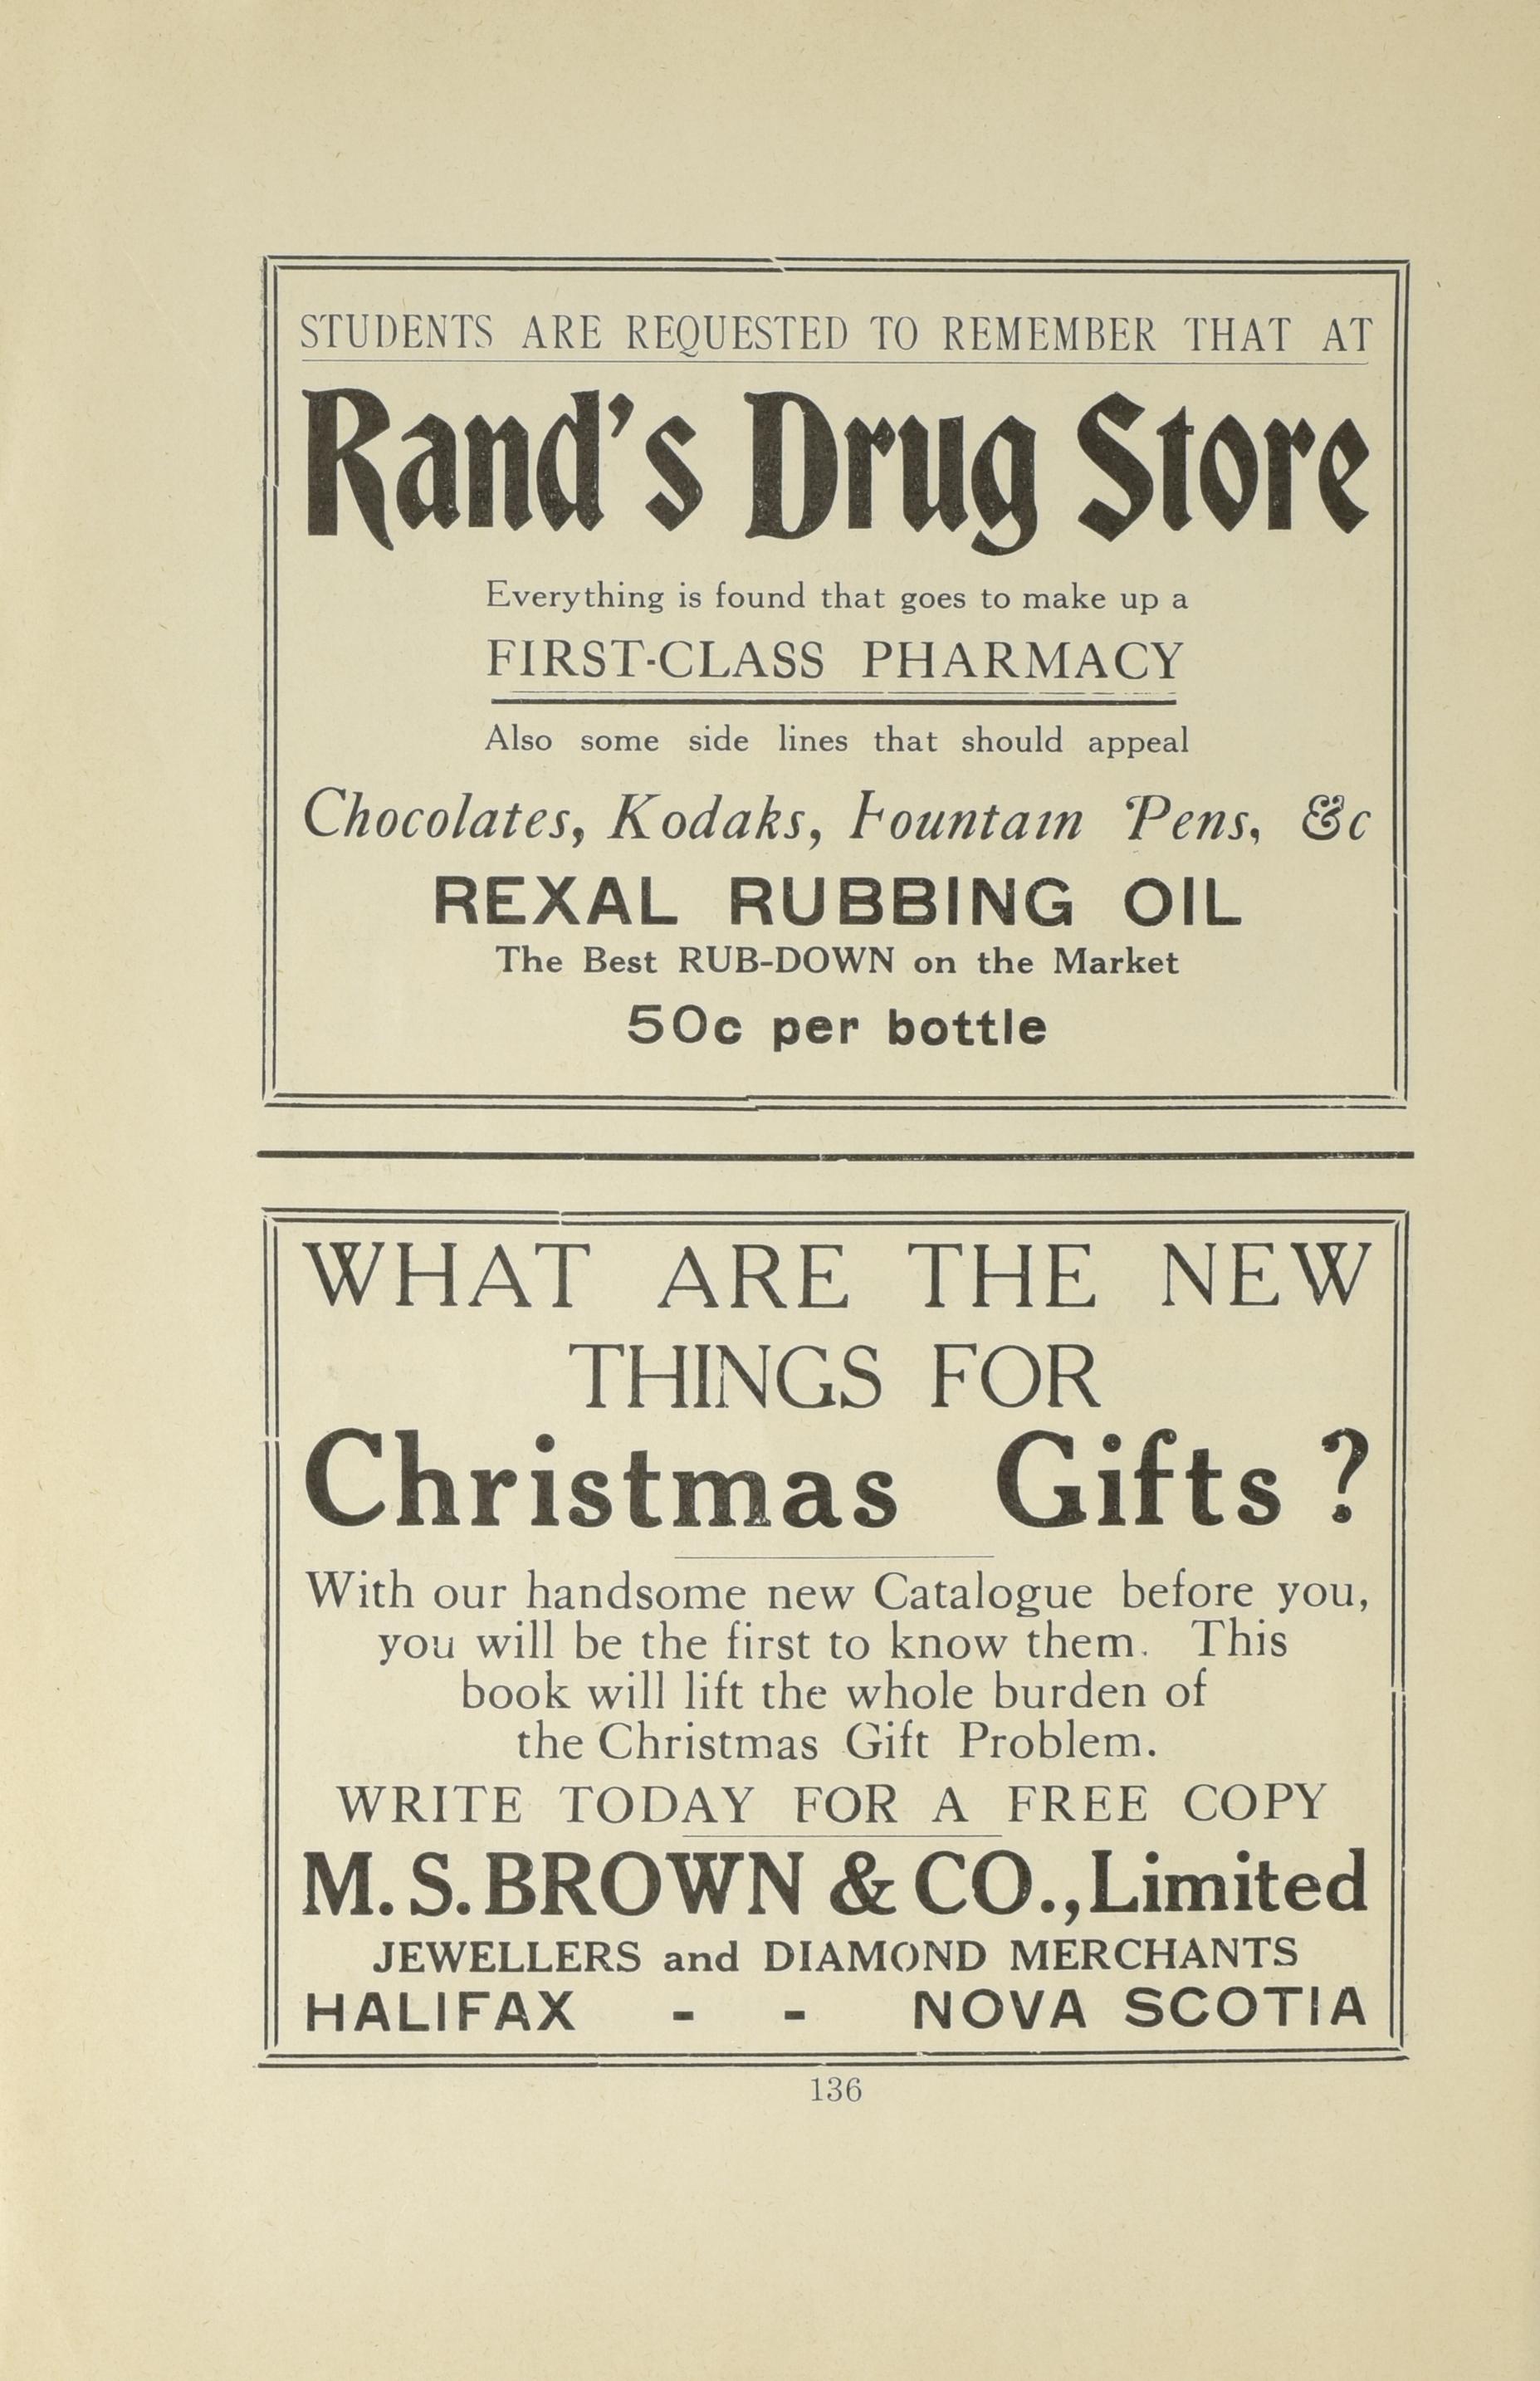 STUDENTS ARE REQUESTED TO REMEMBER THAT AT
Rand's Drug Store
Everything is found that goes to make up a
FIRST-CLASS PHARMACY
Also some side lines that should appeal
Chocolates, Kodaks, Fountain Pens, &c
REXAL RUBBING OIL
The Best RUB-DOWN on the Market
50c per bottle
WHAT ARE THE NEW
THINGS FOR
Christmas Gifts ?
With our handsome new Catalogue before you,
you will be the first to know them. This
book will lift the whole burden of
the Christmas Gift Problem.
WRITE TODAY FOR A FREE COPY
M. S. BROWN & CO., Limited
JEWELLERS and DIAMOND MERCHANTS
HALIFAX - - NOVA SCOTIA
136